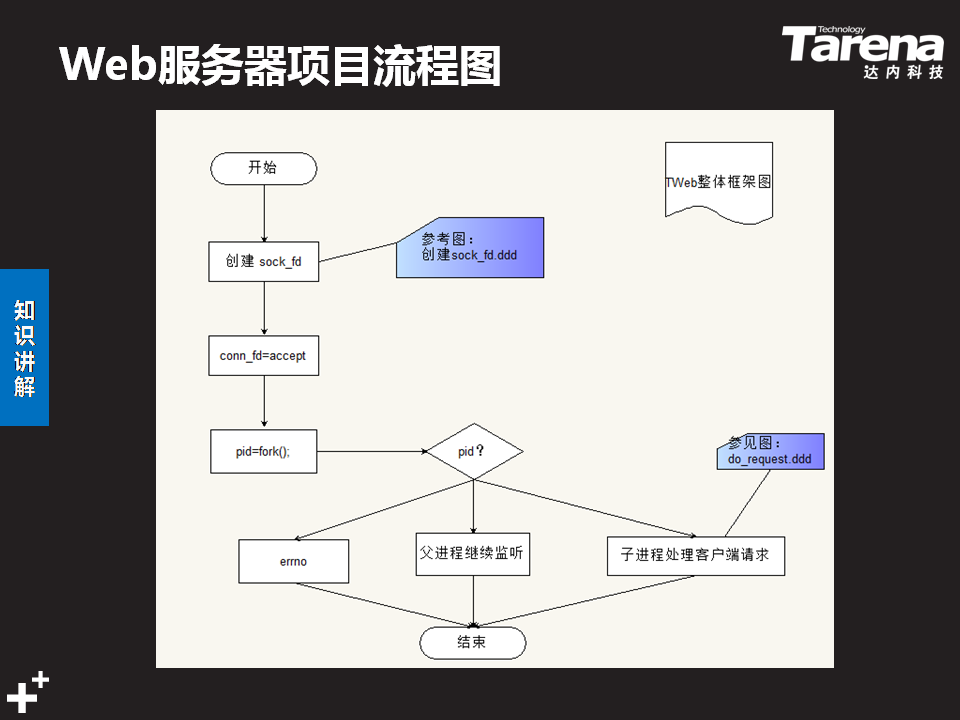 Web服务器项目流程图
Technology
Tarena
达内科技
开始
TWeb整体框架图
参考图：
创建sock_fd.ddd
创建 sock_fd
知识讲解
conn_fd=accept
pid=fork();
pid？
参见图：
do_request.ddd
errno
父进程继续监听
子进程处理客户端请求
结束